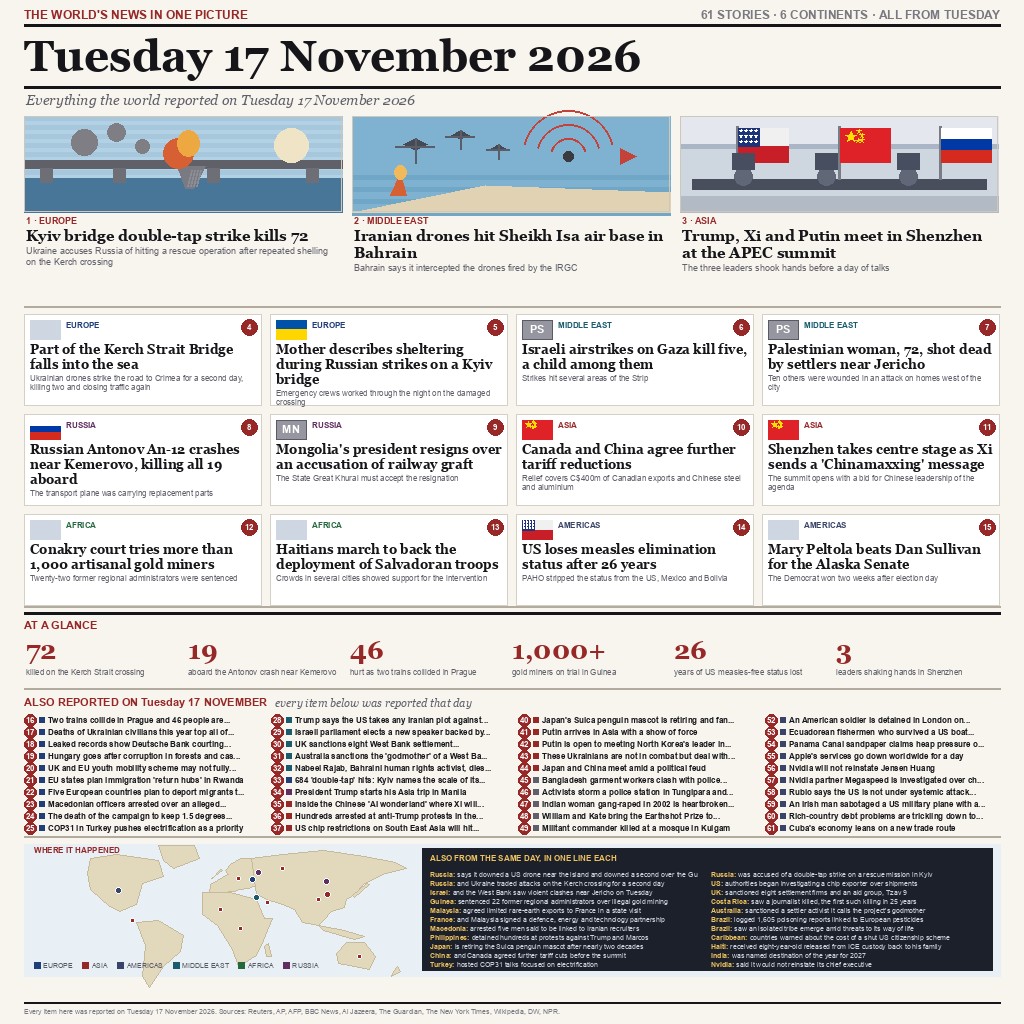 THE WORLD'S NEWS IN ONE PICTURE
61 STORIES · 6 CONTINENTS · ALL FROM TUESDAY
Tuesday 17 November 2026
Everything the world reported on Tuesday 17 November 2026
1 · EUROPE
Kyiv bridge double-tap strike kills 72
Ukraine accuses Russia of hitting a rescue operation after repeated shelling
on the Kerch crossing
2 · MIDDLE EAST
Iranian drones hit Sheikh Isa air base in
Bahrain
Bahrain says it intercepted the drones fired by the IRGC
3 · ASIA
Trump, Xi and Putin meet in Shenzhen
at the APEC summit
The three leaders shook hands before a day of talks
EUROPE
4
Part of the Kerch Strait Bridge
falls into the sea
Ukrainian drones strike the road to Crimea for a second day,
killing two and closing traffic again
EUROPE
5
Mother describes sheltering
during Russian strikes on a Kyiv
bridge
Emergency crews worked through the night on the damaged
crossing
PS
MIDDLE EAST
6
Israeli airstrikes on Gaza kill five,
a child among them
Strikes hit several areas of the Strip
PS
MIDDLE EAST
7
Palestinian woman, 72, shot dead
by settlers near Jericho
Ten others were wounded in an attack on homes west of the
city
RUSSIA
8
Russian Antonov An-12 crashes
near Kemerovo, killing all 19
aboard
The transport plane was carrying replacement parts
MN
RUSSIA
9
Mongolia's president resigns over
an accusation of railway graft
The State Great Khural must accept the resignation
ASIA
10
Canada and China agree further
tariff reductions
Relief covers C$400m of Canadian exports and Chinese steel
and aluminium
ASIA
11
Shenzhen takes centre stage as Xi
sends a 'Chinamaxxing' message
The summit opens with a bid for Chinese leadership of the
agenda
AFRICA
12
Conakry court tries more than
1,000 artisanal gold miners
Twenty-two former regional administrators were sentenced
AFRICA
13
Haitians march to back the
deployment of Salvadoran troops
Crowds in several cities showed support for the intervention
AMERICAS
14
US loses measles elimination
status after 26 years
PAHO stripped the status from the US, Mexico and Bolivia
AMERICAS
15
Mary Peltola beats Dan Sullivan
for the Alaska Senate
The Democrat won two weeks after election day
AT A GLANCE
72
killed on the Kerch Strait crossing
19
aboard the Antonov crash near Kemerovo
46
hurt as two trains collided in Prague
1,000+
gold miners on trial in Guinea
26
years of US measles-free status lost
3
leaders shaking hands in Shenzhen
ALSO REPORTED ON Tuesday 17 NOVEMBER every item below was reported that day
16 Two trains collide in Prague and 46 people are...
17 Deaths of Ukrainian civilians this year top all of...
18 Leaked records show Deutsche Bank courting...
19 Hungary goes after corruption in forests and cas...
20 UK and EU youth mobility scheme may not fully...
21 EU states plan immigration 'return hubs' in Rwanda
22 Five European countries plan to deport migrants t...
23 Macedonian officers arrested over an alleged...
24 The death of the campaign to keep 1.5 degrees...
25 COP31 in Turkey pushes electrification as a priority
28 Trump says the US takes any Iranian plot against...
29 Israeli parliament elects a new speaker backed by...
30 UK sanctions eight West Bank settlement...
31 Australia sanctions the 'godmother' of a West Ba...
32 Nabeel Rajab, Bahraini human rights activist, dies...
33 684 'double-tap' hits: Kyiv names the scale of its...
34 President Trump starts his Asia trip in Manila
35 Inside the Chinese 'AI wonderland' where Xi will...
36 Hundreds arrested at anti-Trump protests in the...
37 US chip restrictions on South East Asia will hit...
40 Japan's Suica penguin mascot is retiring and fan...
41 Putin arrives in Asia with a show of force
42 Putin is open to meeting North Korea's leader in...
43 These Ukrainians are not in combat but deal with...
44 Japan and China meet amid a political feud
45 Bangladesh garment workers clash with police...
46 Activists storm a police station in Tungipara and...
47 Indian woman gang-raped in 2002 is heartbroken...
48 William and Kate bring the Earthshot Prize to...
49 Militant commander killed at a mosque in Kulgam
52 An American soldier is detained in London on...
53 Ecuadorean fishermen who survived a US boat...
54 Panama Canal sandpaper claims heap pressure o...
55 Apple's services go down worldwide for a day
56 Nvidia will not reinstate Jensen Huang
57 Nvidia partner Megaspeed is investigated over ch...
58 Rubio says the US is not under systemic attack...
59 An Irish man sabotaged a US military plane with a...
60 Rich-country debt problems are trickling down to...
61 Cuba's economy leans on a new trade route
WHERE IT HAPPENED
EUROPE
ASIA
AMERICAS
MIDDLE EAST
AFRICA
RUSSIA
ALSO FROM THE SAME DAY, IN ONE LINE EACH
Russia: says it downed a US drone near the island and downed a second over the Gu
Russia: and Ukraine traded attacks on the Kerch crossing for a second day
Israel: and the West Bank saw violent clashes near Jericho on Tuesday
Guinea: sentenced 22 former regional administrators over illegal gold mining
Malaysia: agreed limited rare-earth exports to France in a state visit
France: and Malaysia signed a defence, energy and technology partnership
Macedonia: arrested five men said to be linked to Iranian recruiters
Philippines: detained hundreds at protests against Trump and Marcos
Japan: is retiring the Suica penguin mascot after nearly two decades
China: and Canada agreed further tariff cuts before the summit
Turkey: hosted COP31 talks focused on electrification
Russia: was accused of a double-tap strike on a rescue mission in Kyiv
US: authorities began investigating a chip exporter over shipments
UK: sanctioned eight settlement firms and an aid group, Tzav 9
Costa Rica: saw a journalist killed, the first such killing in 25 years
Australia: sanctioned a settler activist it calls the project's godmother
Brazil: logged 1,605 poisoning reports linked to European pesticides
Brazil: saw an isolated tribe emerge amid threats to its way of life
Caribbean: countries warned about the cost of a shut US citizenship scheme
Haiti: received eight-year-old released from ICE custody back to his family
India: was named destination of the year for 2027
Nvidia: said it would not reinstate its chief executive
Every item here was reported on Tuesday 17 November 2026. Sources: Reuters, AP, AFP, BBC News, Al Jazeera, The Guardian, The New York Times, Wikipedia, DW, NPR.